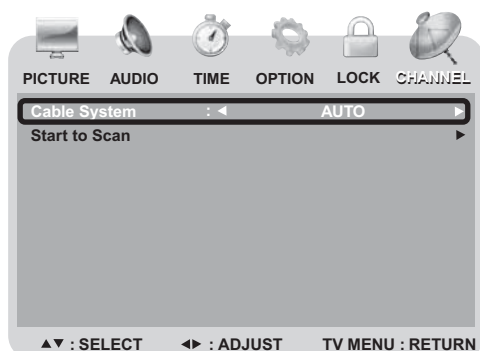 PICTURE AUDIO TIME OPTION LOCK CHANNEL
Cable System : ◀ AUTO ▶
Start to Scan ▶
▲▼ : SELECT ◀▶ : ADJUST TV MENU : RETURN